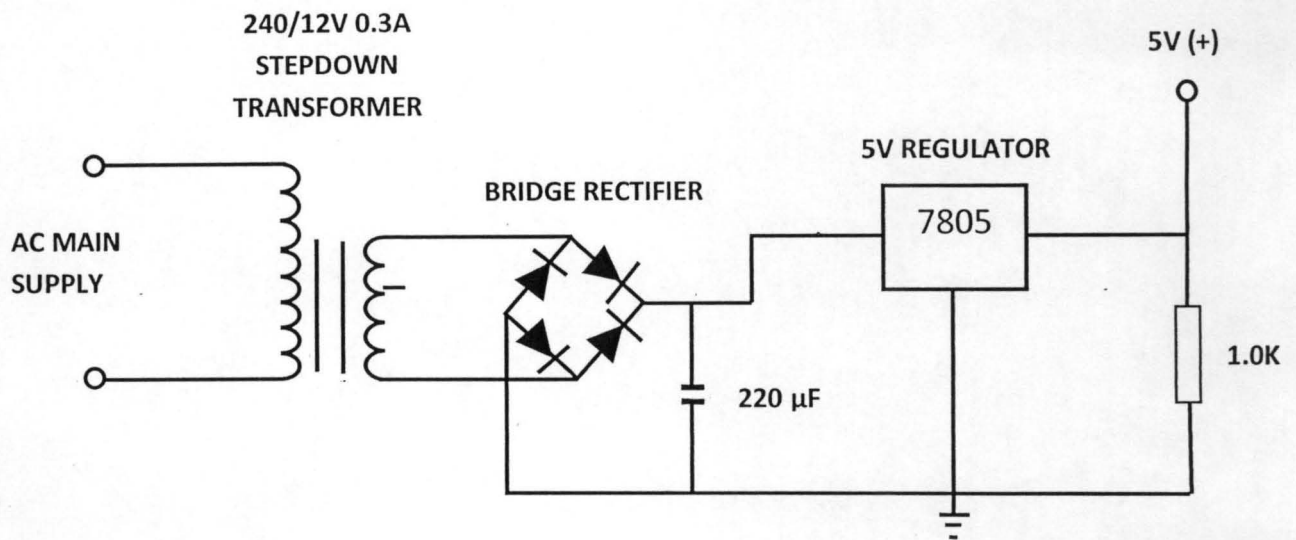 240/12V 0.3A
STEPDOWN
TRANSFORMER
5V (+)
5V REGULATOR
BRIDGE RECTIFIER
7805
AC MAIN
SUPPLY
220 µF
1.0K